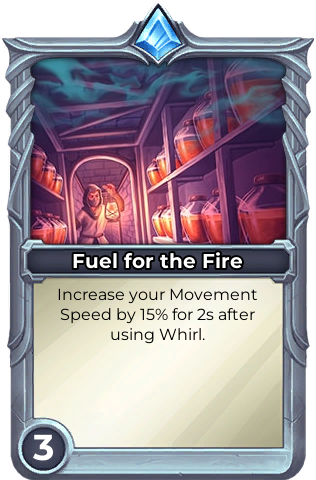 Fuel for the Fire
Increase your Movement
Speed by 15% for 2s after
using Whirl.
3